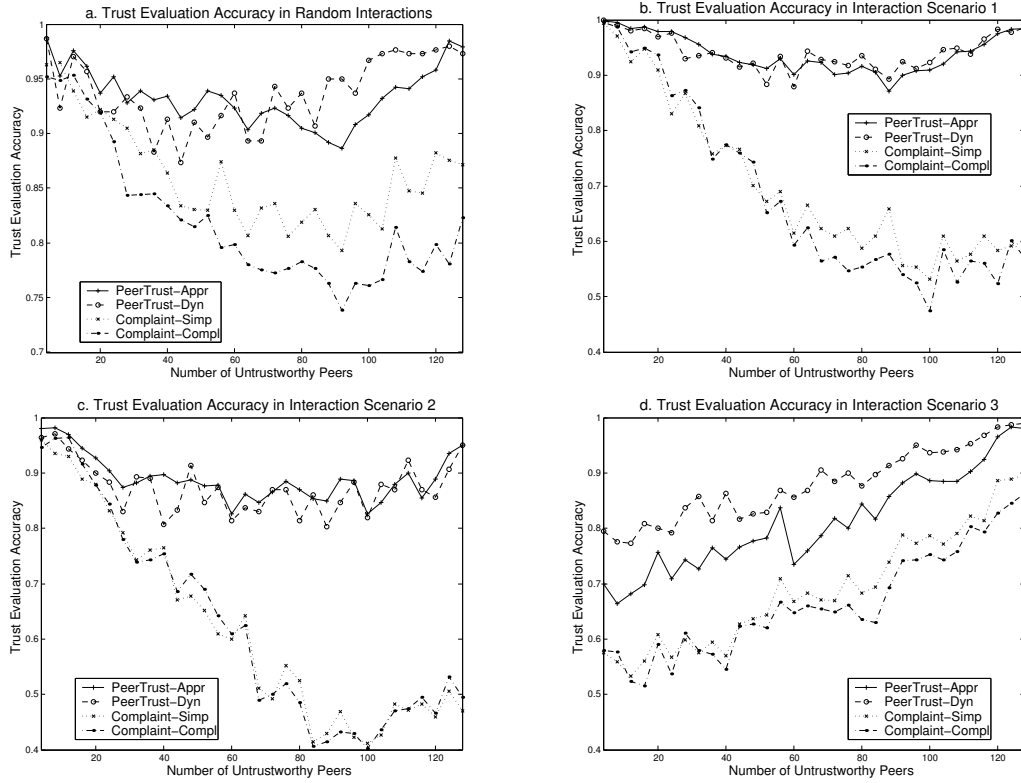 a. Trust Evaluation Accuracy in Random Interactions
1
0.95
0.9
0.85
0.8
0.75
0.7
Trust Evaluation Accuracy
PeerTrust−Appr
PeerTrust−Dyn
Complaint−Simp
Complaint−Compl
20
40
60
80
100
120
Number of Untrustworthy Peers
b. Trust Evaluation Accuracy in Interaction Scenario 1
1
0.9
0.8
0.7
0.6
0.5
0.4
Trust Evaluation Accuracy
PeerTrust−Appr
PeerTrust−Dyn
Complaint−Simp
Complaint−Compl
20
40
60
80
100
120
Number of Untrustworthy Peers
c. Trust Evaluation Accuracy in Interaction Scenario 2
1
0.9
0.8
0.7
0.6
0.5
0.4
Trust Evaluation Accuracy
PeerTrust−Appr
PeerTrust−Dyn
Complaint−Simp
Complaint−Compl
20
40
60
80
100
120
Number of Untrustworthy Peers
d. Trust Evaluation Accuracy in Interaction Scenario 3
1
0.9
0.8
0.7
0.6
0.5
0.4
Trust Evaluation Accuracy
PeerTrust−Appr
PeerTrust−Dyn
Complaint−Simp
Complaint−Compl
20
40
60
80
100
120
Number of Untrustworthy Peers